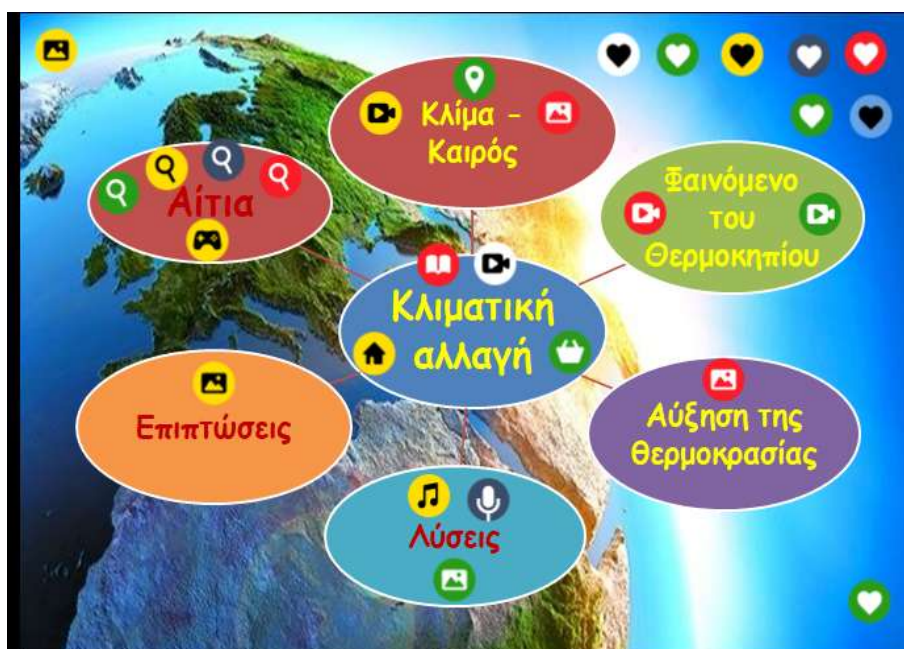 Κλίμα -
Καιρός
Αίτια
Φαινόμενο
του
Θερμοκηπίου
Κλιματική
αλλαγή
Επιπτώσεις
Αύξηση της
θερμοκρασίας
Λύσεις